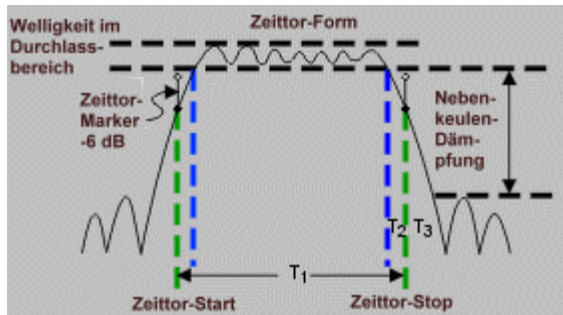 Welligkeit im
Durchlass-
bereich
Zeittor-Form
Zeittor-
Marker
-6 dB
Neben-
keulen-
Däm-
pfung
T2 T3
T1
Zeittor-Start
Zeittor-Stop